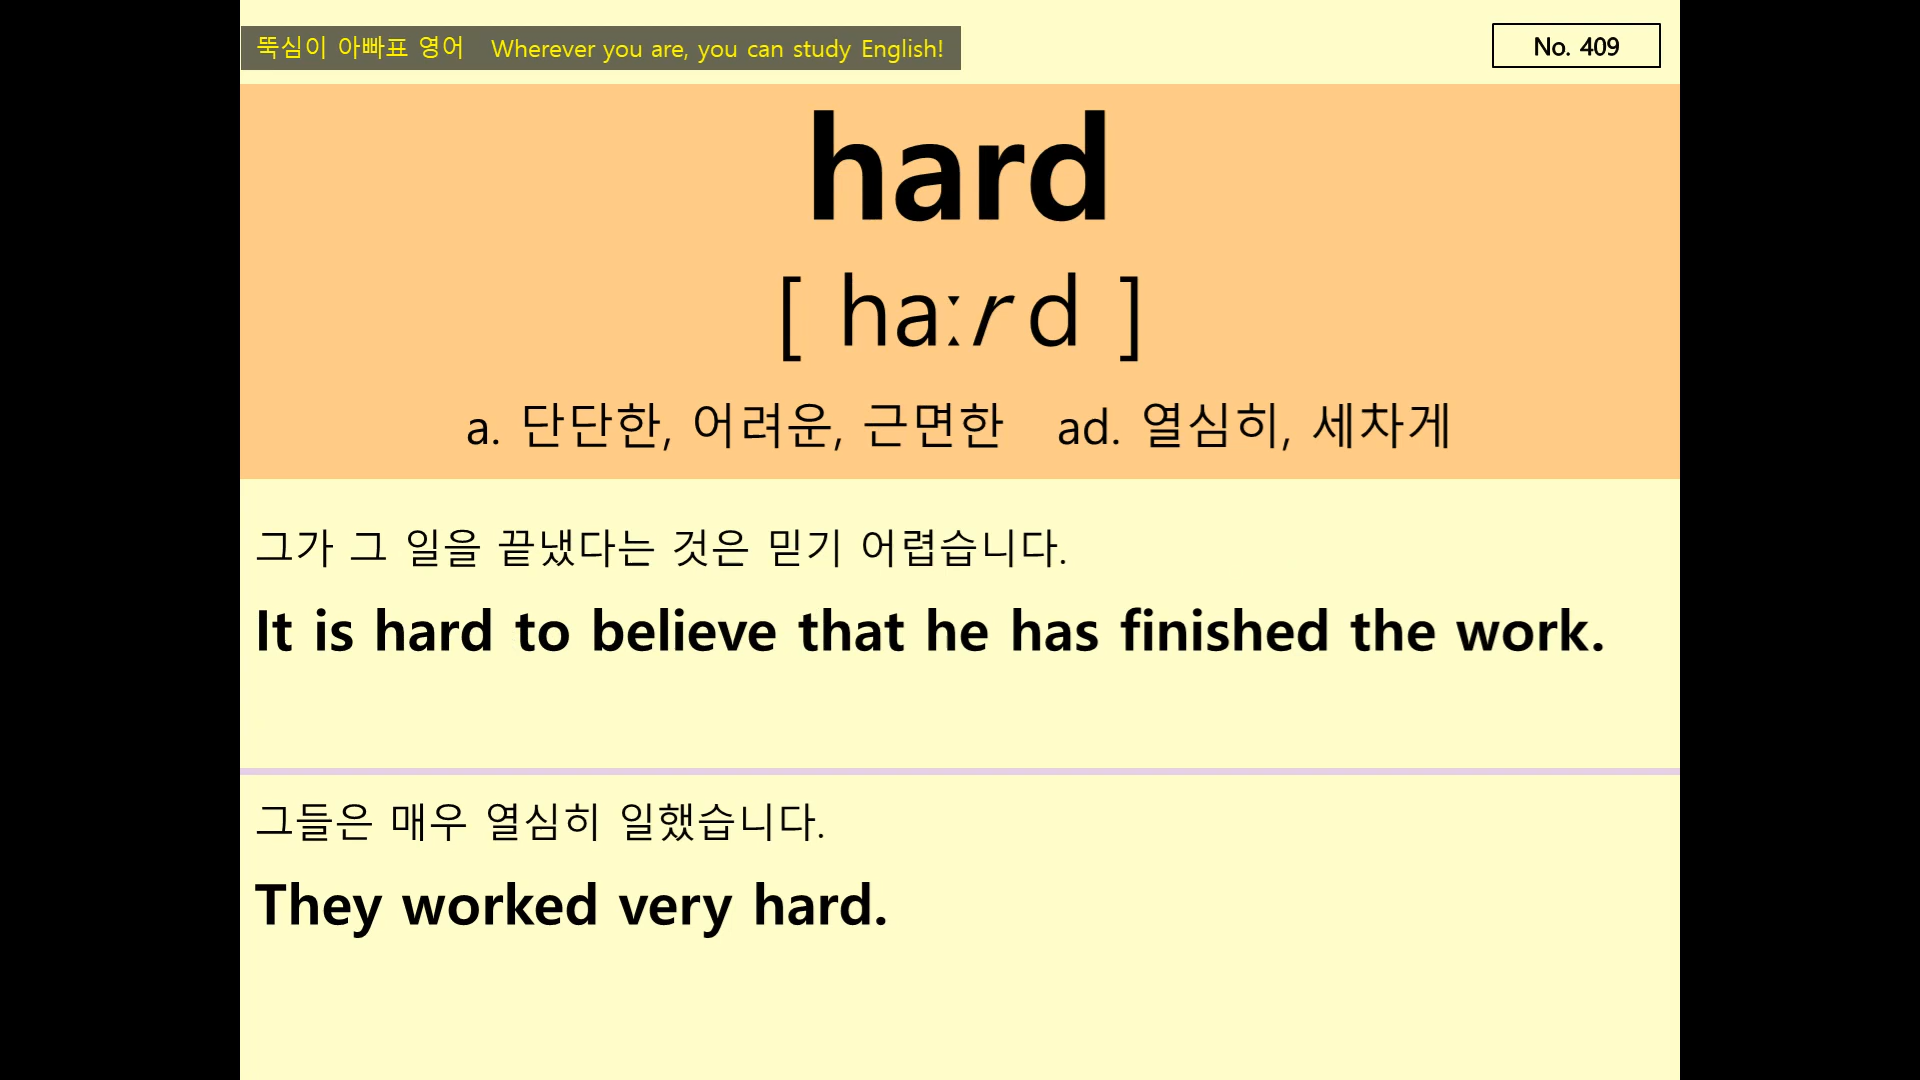 뚝심이 아빠표 영어 Wherever you are, you can study English!
No. 409
hard
[ haːrd ]
a. 단단한, 어려운, 근면한 ad. 열심히, 세차게
그가 그 일을 끝냈다는 것은 믿기 어렵습니다.
It is hard to believe that he has finished the work.
그들은 매우 열심히 일했습니다.
They worked very hard.